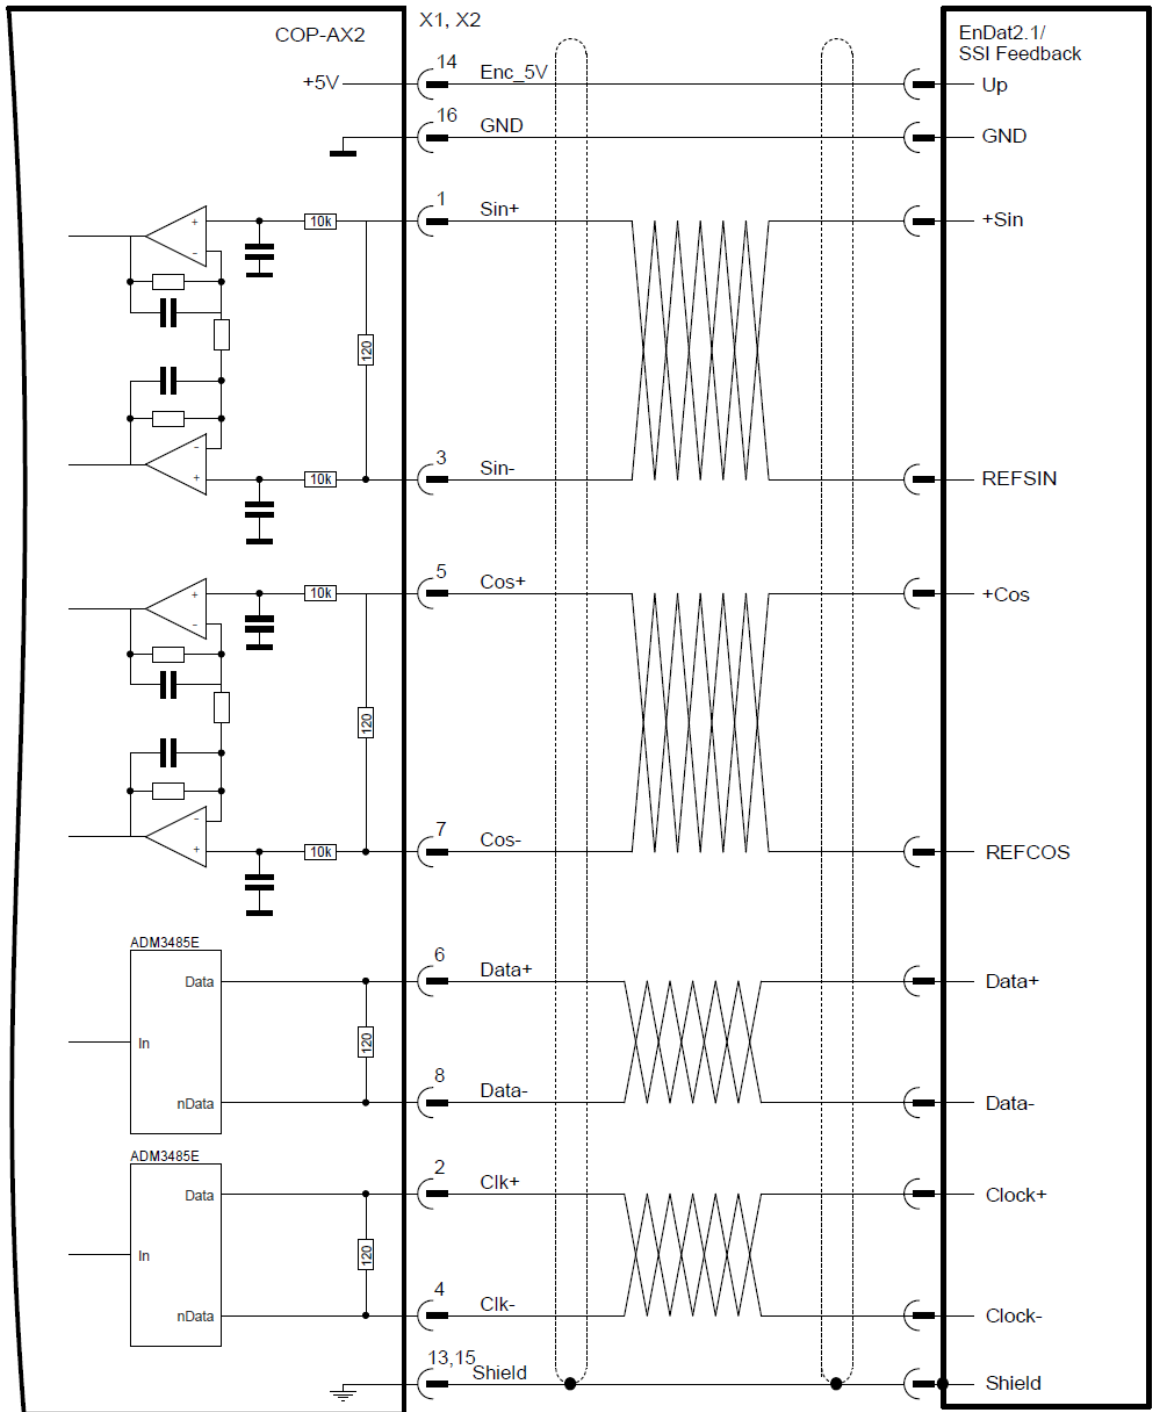 COP-AX2
X1, X2
EnDat2.1/
SSI Feedback
+5V
14
Enc_5V
Up
16
GND
GND
+
-
10k
1
Sin+
+Sin
120
-
+
10k
3
Sin-
REFSIN
+
-
10k
5
Cos+
+Cos
120
-
+
10k
7
Cos-
REFCOS
ADM3485E
Data
In
nData
120
6
Data+
Data+
8
Data-
Data-
ADM3485E
Data
In
nData
120
2
Clk+
Clock+
4
Clk-
Clock-
13,15
Shield
Shield